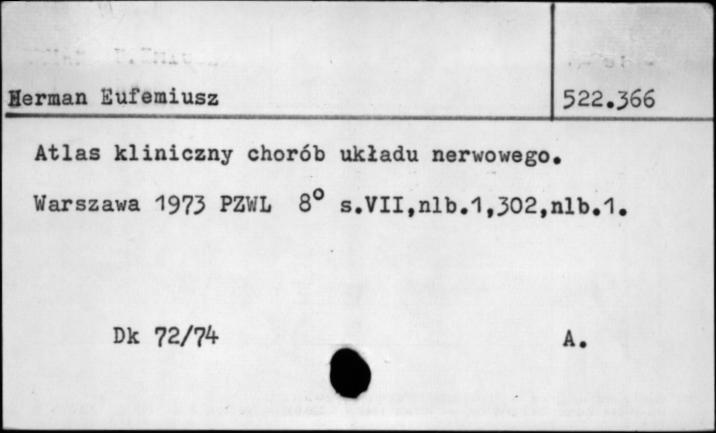 Herman Eufemiusz 522.366
Atlas kliniczny chorób układu nerwowego.
Warszawa 1973 PZWL 8° s.VII,nlb.1,302,nlb.1.
Dk 72/74 A.